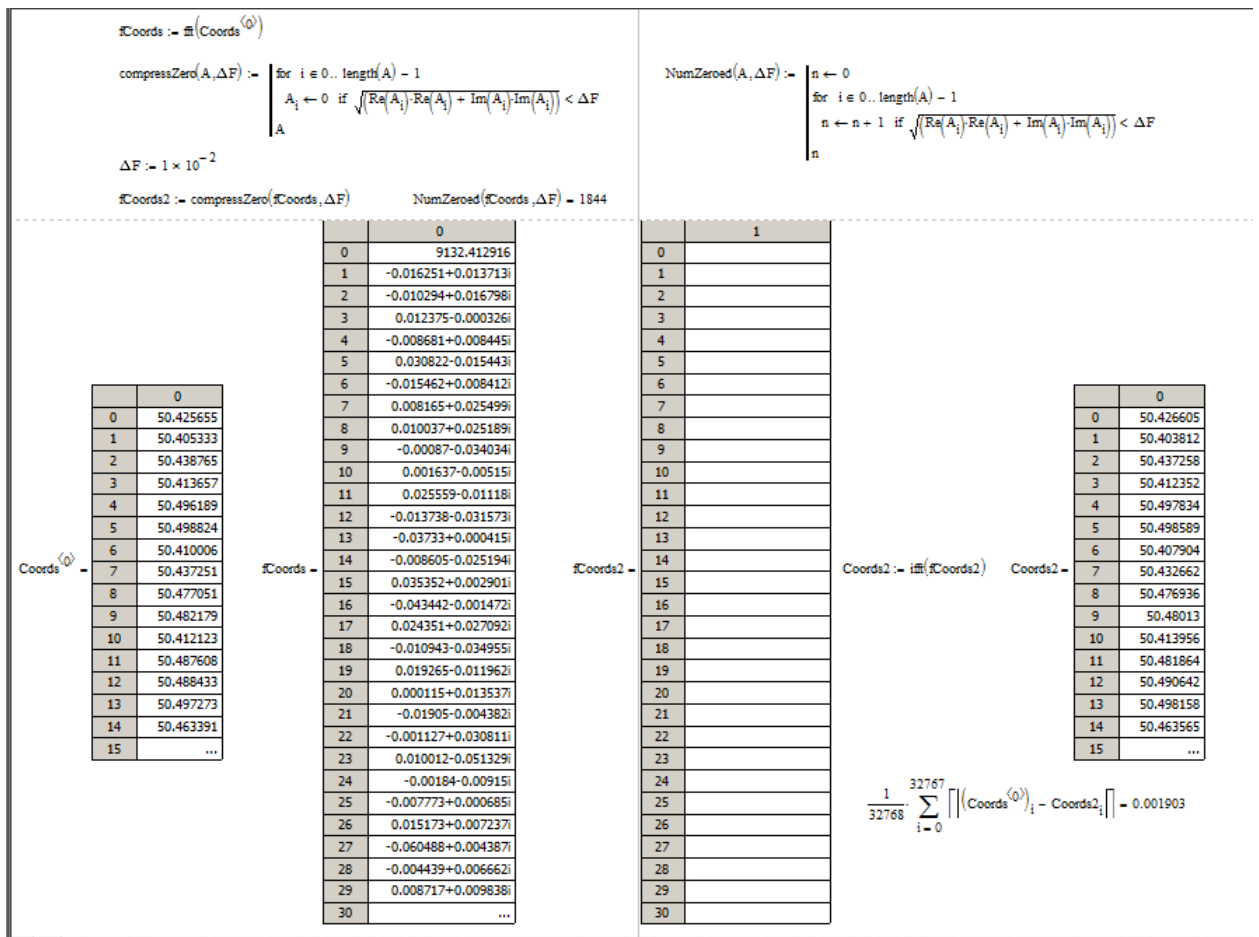 fCoords := fft(Coords^⟨0⟩)
compressZero(A,ΔF) := for i ∈ 0.. length(A) − 1
A_i ← 0 if √(Re(A_i)·Re(A_i) + Im(A_i)·Im(A_i)) < ΔF
A
NumZeroed(A,ΔF) := n ← 0
for i ∈ 0.. length(A) − 1
n ← n + 1 if √(Re(A_i)·Re(A_i) + Im(A_i)·Im(A_i)) < ΔF
n
ΔF := 1 × 10^−2
fCoords2 := compressZero(fCoords,ΔF) NumZeroed(fCoords,ΔF) = 1844
Coords^⟨0⟩ =
0
0 50.425655
1 50.405333
2 50.438765
3 50.413657
4 50.496189
5 50.498824
6 50.410006
7 50.437251
8 50.477051
9 50.482179
10 50.412123
11 50.487608
12 50.488433
13 50.497273
14 50.463391
15 ...
fCoords =
0
0 9132.412916
1 -0.016251+0.013713i
2 -0.010294+0.016798i
3 0.012375-0.000326i
4 -0.008681+0.008445i
5 0.030822-0.015443i
6 -0.015462+0.008412i
7 0.008165+0.025499i
8 0.010037+0.025189i
9 -0.00087-0.034034i
10 0.001637-0.00515i
11 0.025559-0.01118i
12 -0.013738-0.031573i
13 -0.03733+0.000415i
14 -0.008605-0.025194i
15 0.035352+0.002901i
16 -0.043442-0.001472i
17 0.024351+0.027092i
18 -0.010943-0.034955i
19 0.019265-0.011962i
20 0.000115+0.013537i
21 -0.01905-0.004382i
22 -0.001127+0.030811i
23 0.010012-0.051329i
24 -0.00184-0.00915i
25 -0.007773+0.000685i
26 0.015173+0.007237i
27 -0.060488+0.004387i
28 -0.004439+0.006662i
29 0.008717+0.009838i
30 ...
fCoords2 =
1
0
1
2
3
4
5
6
7
8
9
10
11
12
13
14
15
16
17
18
19
20
21
22
23
24
25
26
27
28
29
30
Coords2 := ifft(fCoords2) Coords2 =
0
0 50.426605
1 50.403812
2 50.437258
3 50.412352
4 50.497834
5 50.498589
6 50.407904
7 50.432662
8 50.476936
9 50.48013
10 50.413956
11 50.481864
12 50.490642
13 50.498158
14 50.463565
15 ...
1/32768 · ∑_{i = 0}^{32767} ⌈|(Coords^⟨0⟩)_i − Coords2_i|⌉ = 0.001903